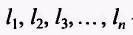 l₁, l₂, l₃, ..., lₙ